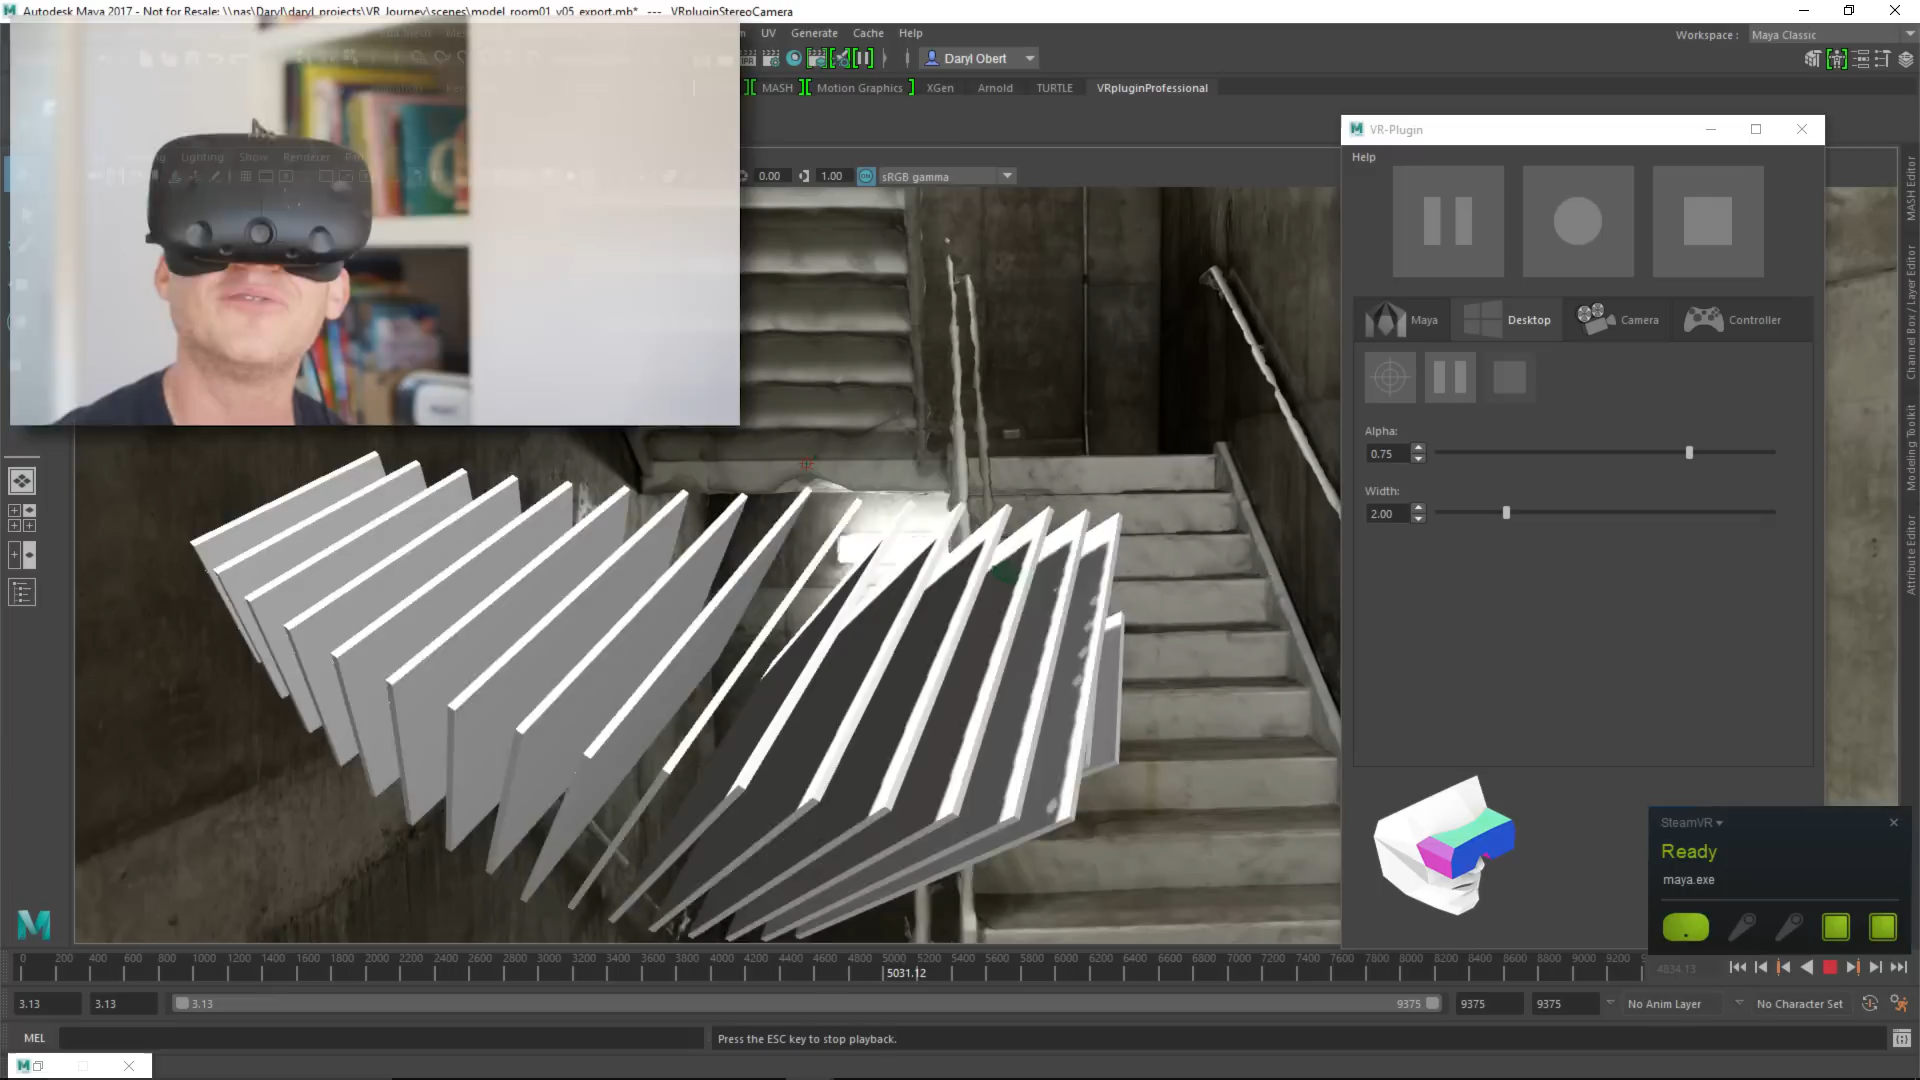 Autodesk Maya 2017 - Not for Resale: \\nas\Daryl\daryl_projects\VR_Journey\scenes\model_room01_v05_export.mb* --- VRpluginStereoCamera
UV Generate Cache Help
Workspace : Maya Classic
IPR
Daryl Obert
MASH Motion Graphics XGen Arnold TURTLE VRpluginProfessional
VR-Plugin
Lighting Show Renderer
Help
0.00 1.00 sRGB gamma
MASH Editor
Channel Box / Layer Editor
Modeling Toolkit
Attribute Editor
Maya Desktop Camera Controller
Alpha:
0.75
Width:
2.00
SteamVR
Ready
maya.exe
0 200 400 600 800 1000 1200 1400 1600 1800 2000 2200 2400 2600 2800 3000 3200 3400 3600 3800 4000 4200 4400 4600 4800 5000 5200 5400 5600 5800 6000 6200 6400 6600 6800 7000 7200 7400 7600 7800 8000 8200 8400 8600 8800 9000 9200
5031.12
4834.13
3.13 3.13 3.13 9375 9375 9375 No Anim Layer No Character Set
MEL Press the ESC key to stop playback.